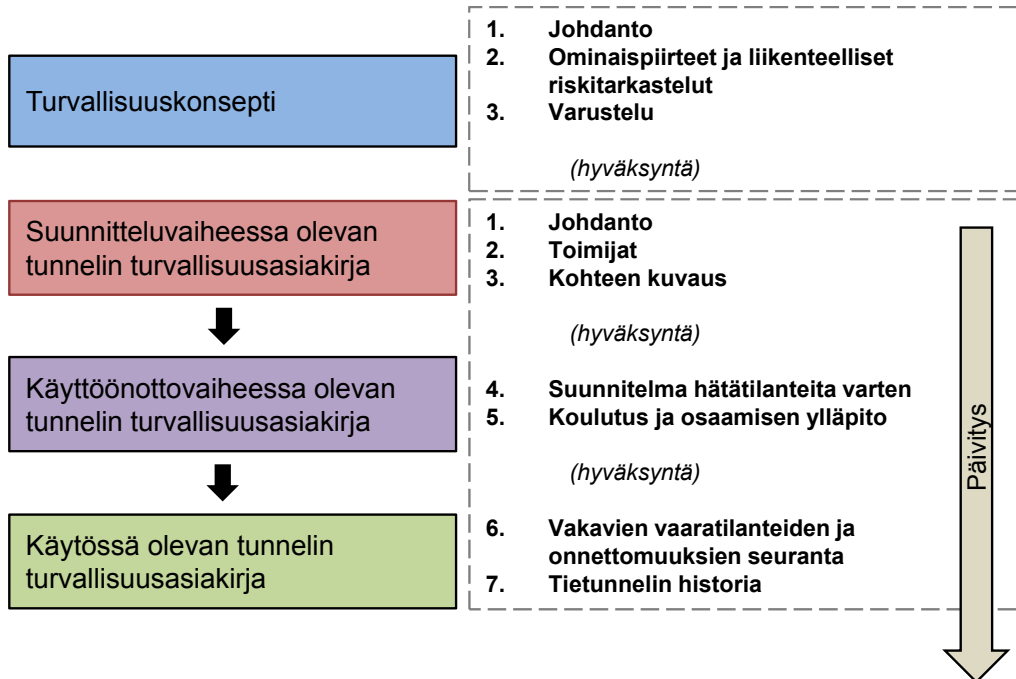 Turvallisuuskonsepti
1. Johdanto
2. Ominaispiirteet ja liikenteelliset
riskitarkastelut
3. Varustelu
(hyväksyntä)
Suunnitteluvaiheessa olevan
tunnelin turvallisuusasiakirja
1. Johdanto
2. Toimijat
3. Kohteen kuvaus
(hyväksyntä)
Käyttöönottovaiheessa olevan
tunnelin turvallisuusasiakirja
4. Suunnitelma hätätilanteita varten
5. Koulutus ja osaamisen ylläpito
(hyväksyntä)
Käytössä olevan tunnelin
turvallisuusasiakirja
6. Vakavien vaaratilanteiden ja
onnettomuuksien seuranta
7. Tietunnelin historia
Päivitys